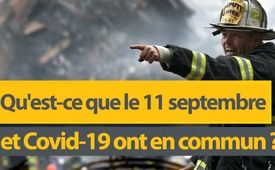 Qu'est-ce que le 11 septembre
et Covid-19 ont en commun ?